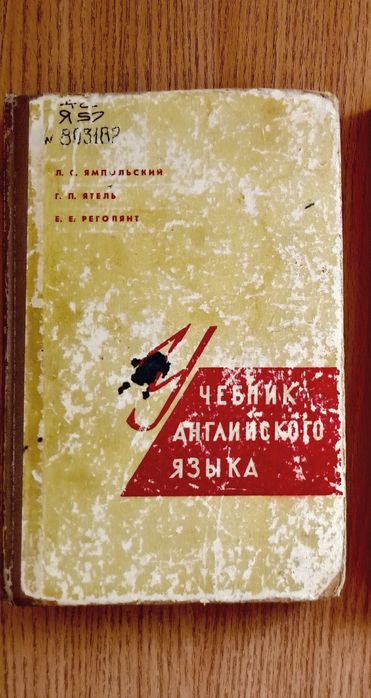 Я57
№ 803182
Л. С. ЯМПОЛЬСКИЙ
Г. П. ЯТЕЛЬ
Е. Е. РЕГОПЯНТ
УЧЕБНИК
АНГЛИЙСКОГО
ЯЗЫКА